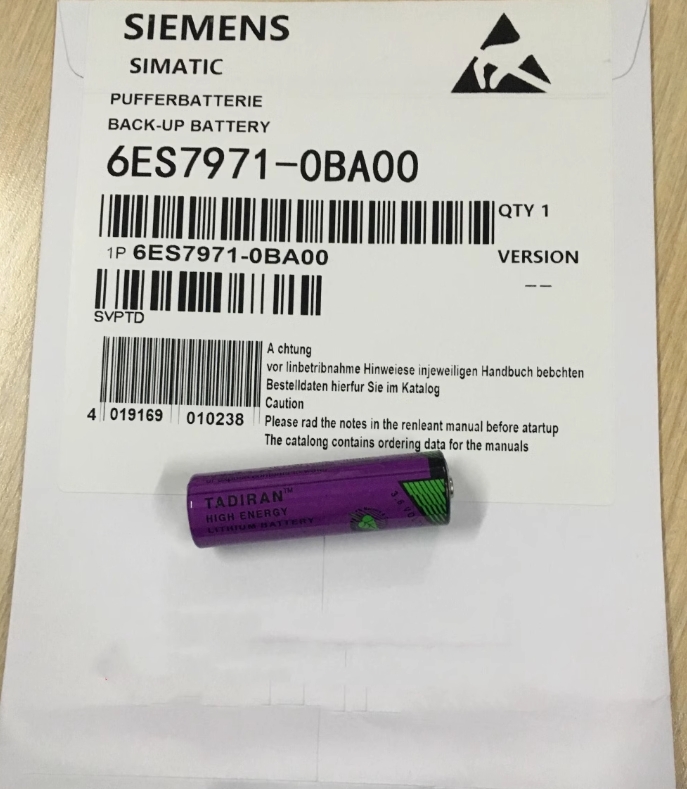 SIEMENS
SIMATIC
PUFFERBATTERIE
BACK-UP BATTERY
6ES7971-0BA00
QTY 1
1P 6ES7971-0BA00
VERSION
--
SVPTD
A chtung
vor linbetribnahme Hinweiese injeweiligen Handbuch bebchten
Bestelldaten hierfur Sie im Katalog
Caution
Please rad the notes in the renleant manual before atartup
The catalong contains ordering data for the manuals
4 019169 010238
TADIRAN™
HIGH ENERGY
LITHIUM BATTERY